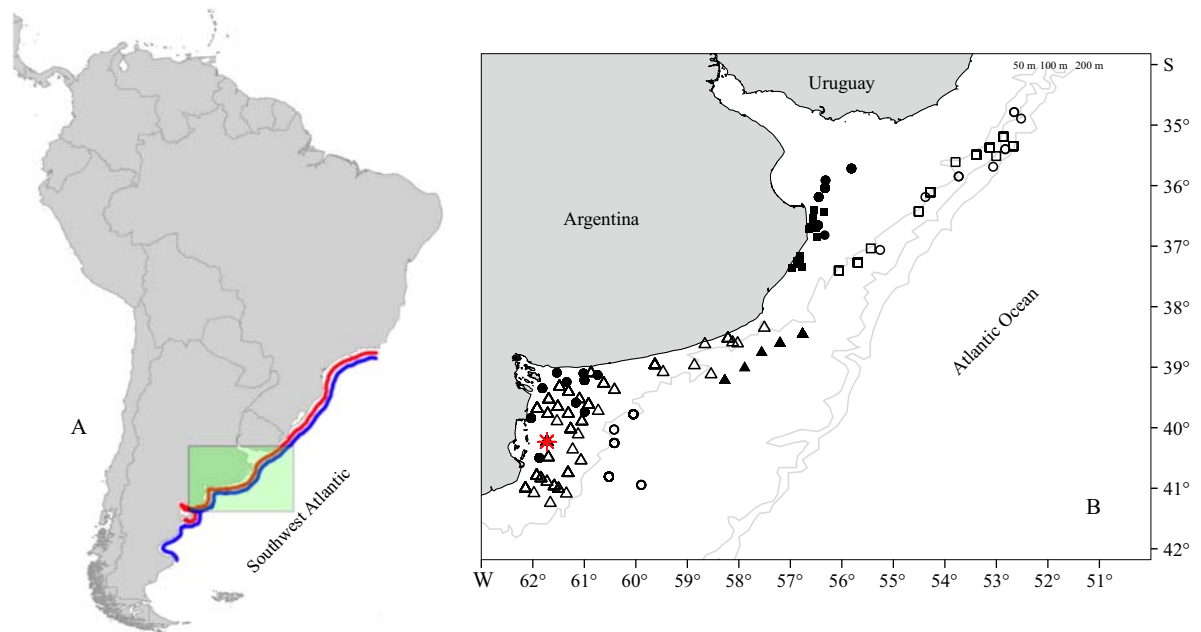 A
Southwest Atlantic
50 m 100 m 200 m
Uruguay
Argentina
Atlantic Ocean
B
S
35°
36°
37°
38°
39°
40°
41°
42°
W 62° 61° 60° 59° 58° 57° 56° 55° 54° 53° 52° 51°